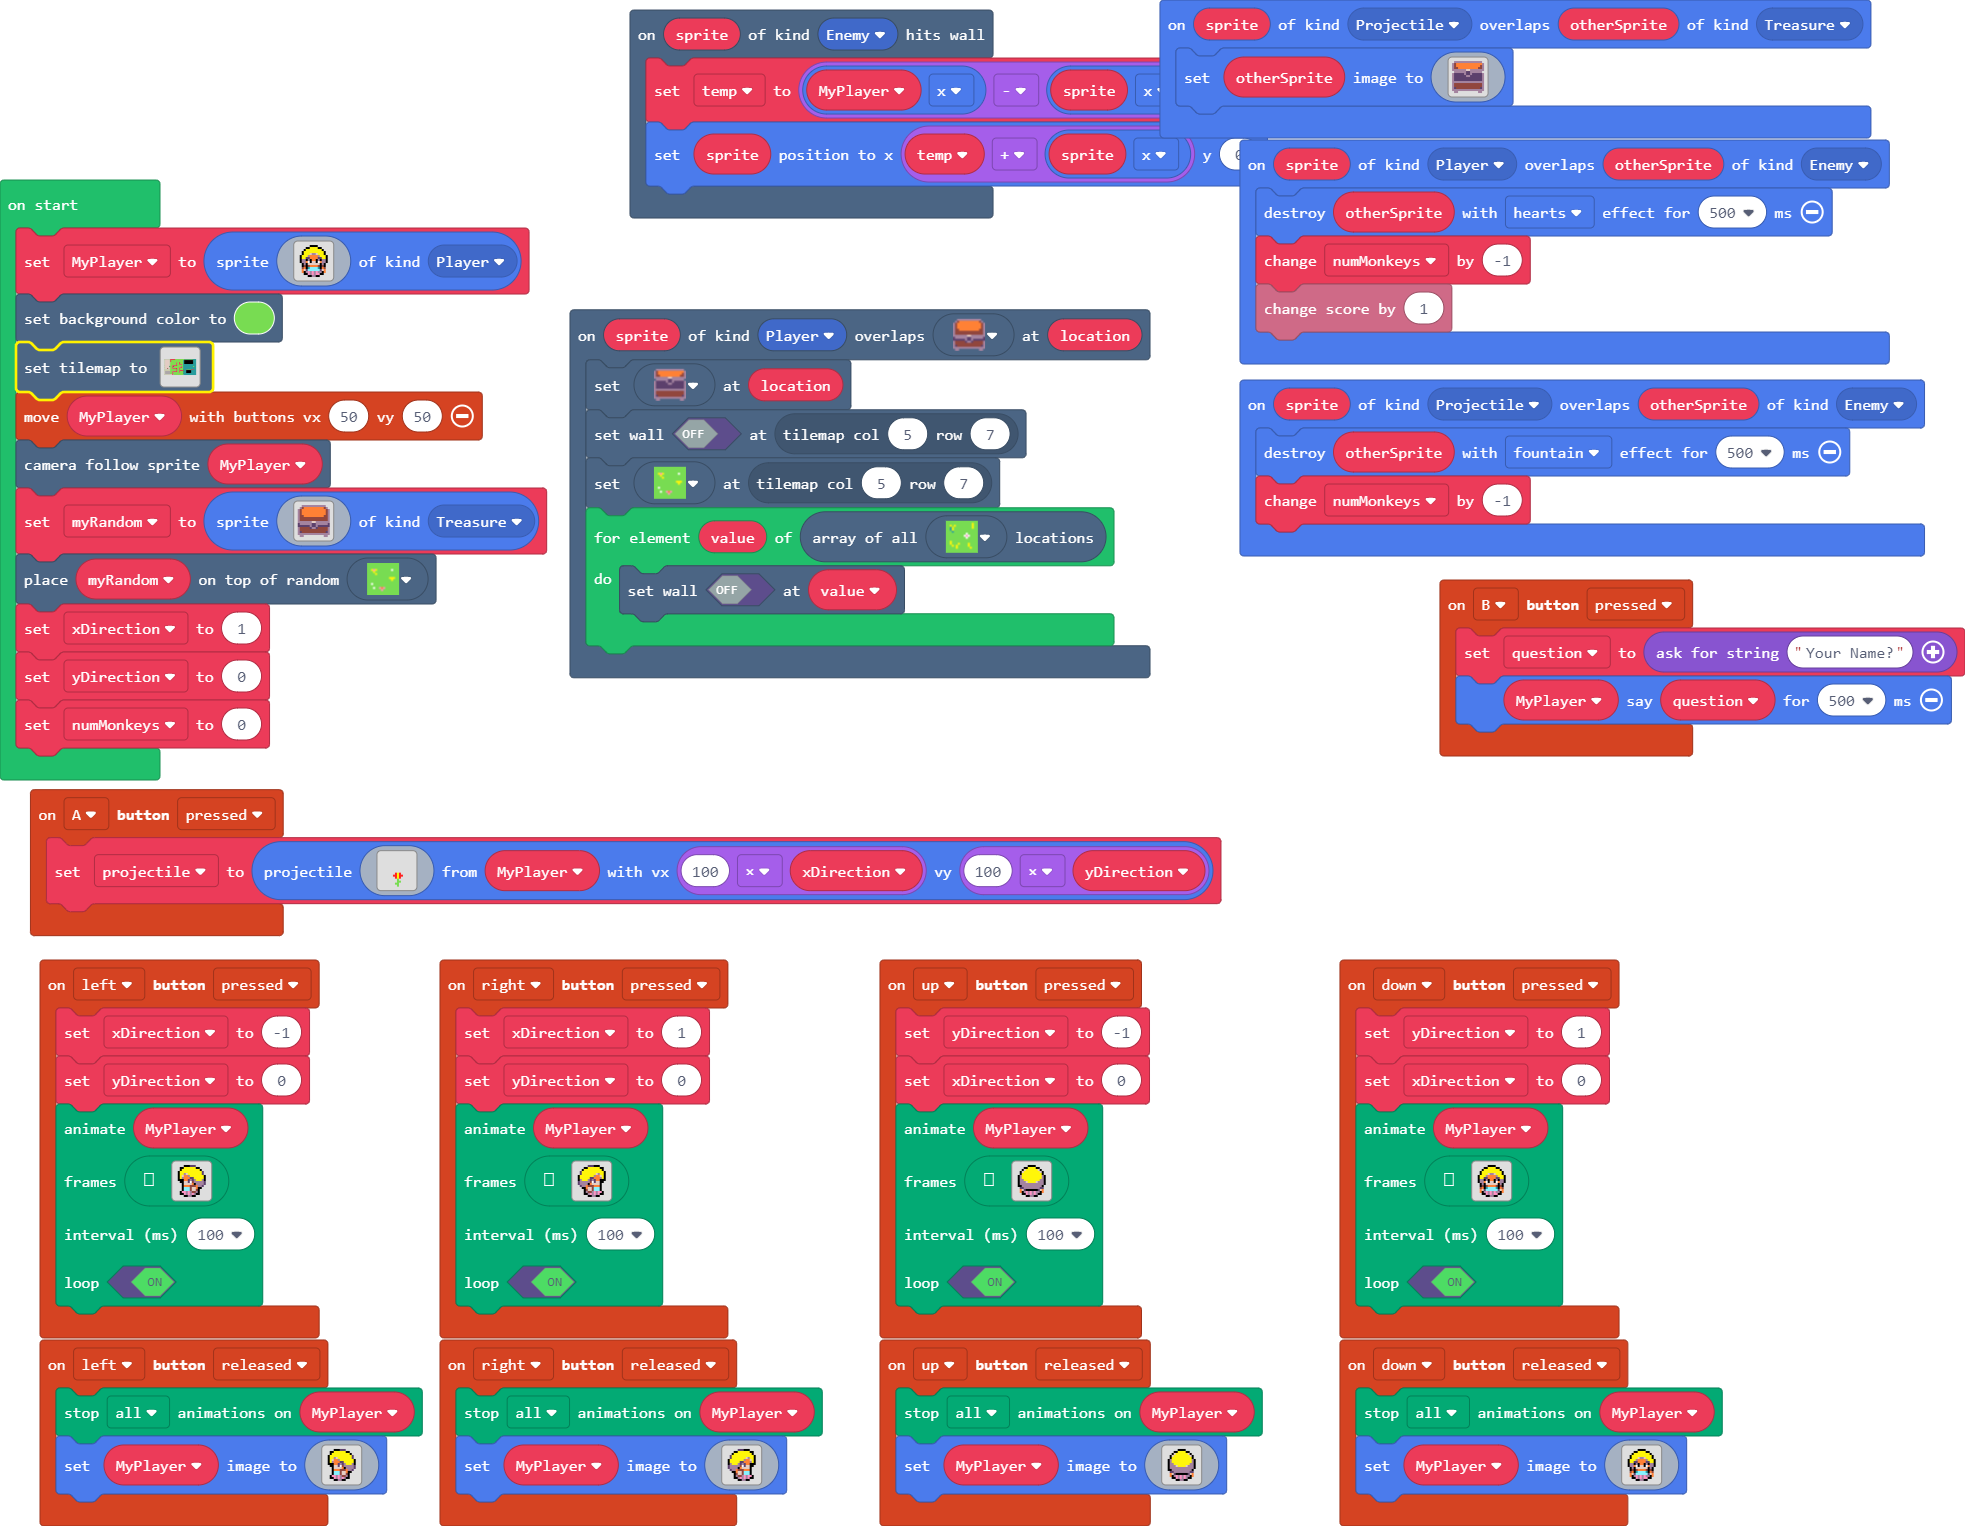 on sprite of kind Enemy hits wall
set temp to MyPlayer x - sprite x
set sprite position to x temp + sprite x y
on sprite of kind Projectile overlaps otherSprite of kind Treasure
set otherSprite image to
on sprite of kind Player overlaps otherSprite of kind Enemy
destroy otherSprite with hearts effect for 500 ms
change numMonkeys by -1
change score by 1
on start
set MyPlayer to sprite of kind Player
set background color to
set tilemap to
move MyPlayer with buttons vx 50 vy 50
camera follow sprite MyPlayer
set myRandom to sprite of kind Treasure
place myRandom on top of random
set xDirection to 1
set yDirection to 0
set numMonkeys to 0
on sprite of kind Player overlaps at location
set at location
set wall OFF at tilemap col 5 row 7
set at tilemap col 5 row 7
for element value of array of all locations
do set wall OFF at value
on sprite of kind Projectile overlaps otherSprite of kind Enemy
destroy otherSprite with fountain effect for 500 ms
change numMonkeys by -1
on B button pressed
set question to ask for string "Your Name?"
MyPlayer say question for 500 ms
on A button pressed
set projectile to projectile from MyPlayer with vx 100 x xDirection vy 100 x yDirection
on left button pressed
set xDirection to -1
set yDirection to 0
animate MyPlayer
frames
interval (ms) 100
loop ON
on right button pressed
set xDirection to 1
set yDirection to 0
animate MyPlayer
frames
interval (ms) 100
loop ON
on up button pressed
set yDirection to -1
set xDirection to 0
animate MyPlayer
frames
interval (ms) 100
loop ON
on down button pressed
set yDirection to 1
set xDirection to 0
animate MyPlayer
frames
interval (ms) 100
loop ON
on left button released
stop all animations on MyPlayer
set MyPlayer image to
on right button released
stop all animations on MyPlayer
set MyPlayer image to
on up button released
stop all animations on MyPlayer
set MyPlayer image to
on down button released
stop all animations on MyPlayer
set MyPlayer image to